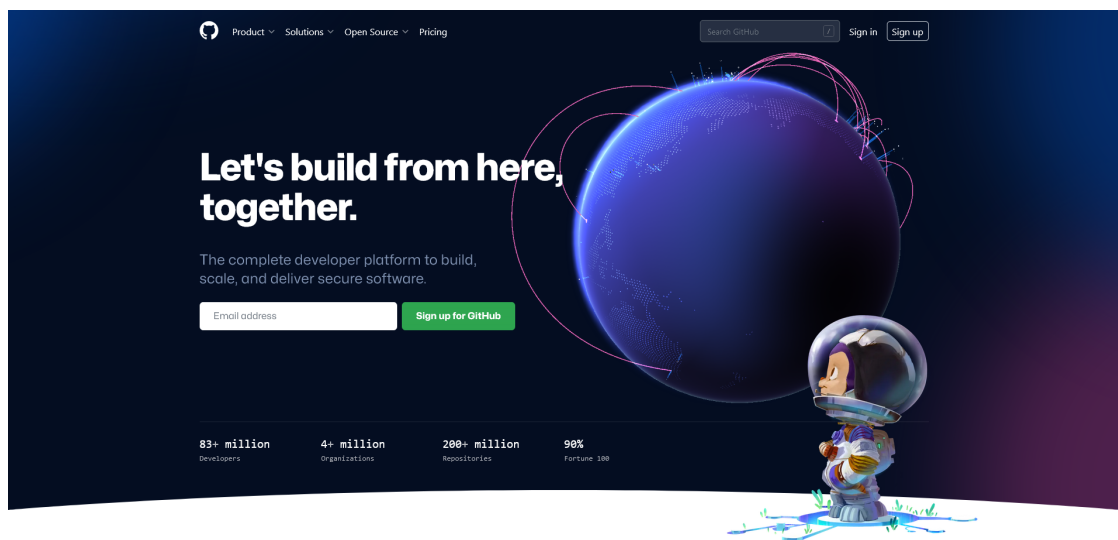 Product Solutions Open Source Pricing Search GitHub / Sign in Sign up
Let's build from here,
together.
The complete developer platform to build,
scale, and deliver secure software.
Email address Sign up for GitHub
83+ million 4+ million 200+ million 90%
Developers Organizations Repositories Fortune 100